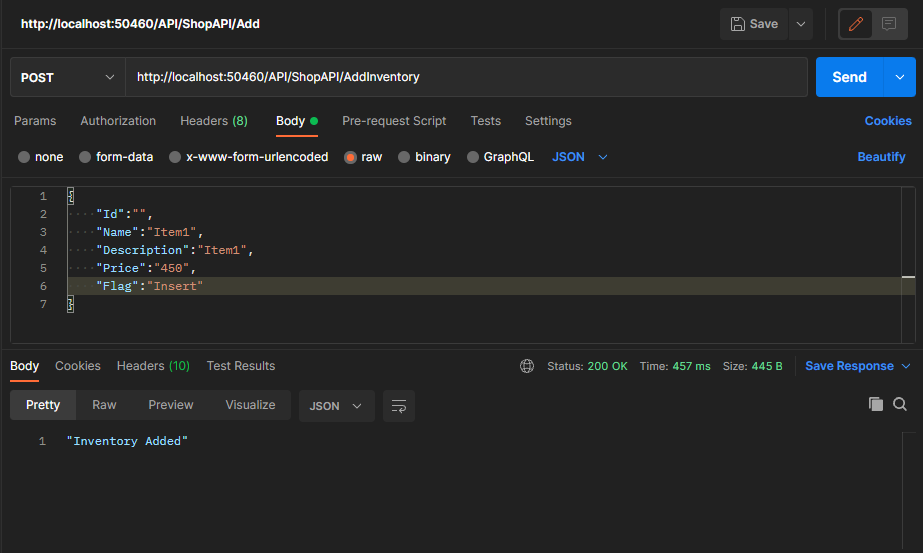 http://localhost:50460/API/ShopAPI/Add Save
POST http://localhost:50460/API/ShopAPI/AddInventory Send
Params Authorization Headers (8) Body Pre-request Script Tests Settings Cookies
none form-data x-www-form-urlencoded raw binary GraphQL JSON Beautify
1 {
2 "Id":"",
3 "Name":"Item1",
4 "Description":"Item1",
5 "Price":"450",
6 "Flag":"Insert"
7 }
Body Cookies Headers (10) Test Results Status: 200 OK Time: 457 ms Size: 445 B Save Response
Pretty Raw Preview Visualize JSON
1 "Inventory Added"